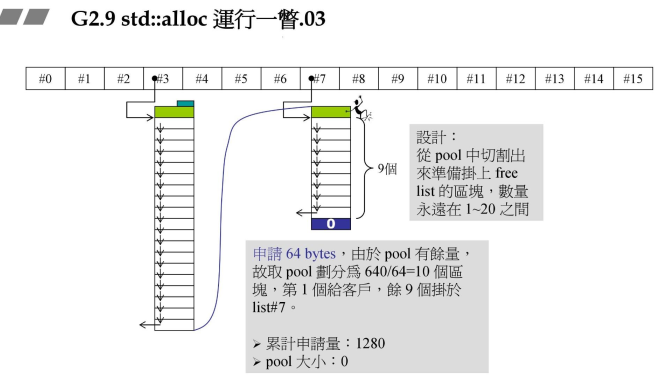 G2.9 std::alloc 運行一瞥.03
#0 #1 #2 #3 #4 #5 #6 #7 #8 #9 #10 #11 #12 #13 #14 #15
設計：
從 pool 中切割出
來準備掛上 free
list 的區塊，數量
永遠在 1~20 之間
9個
0
申請 64 bytes，由於 pool 有餘量，
故取 pool 劃分爲 640/64=10 個區
塊，第 1 個給客戶，餘 9 個掛於
list#7。
➢ 累計申請量：1280
➢ pool 大小：0